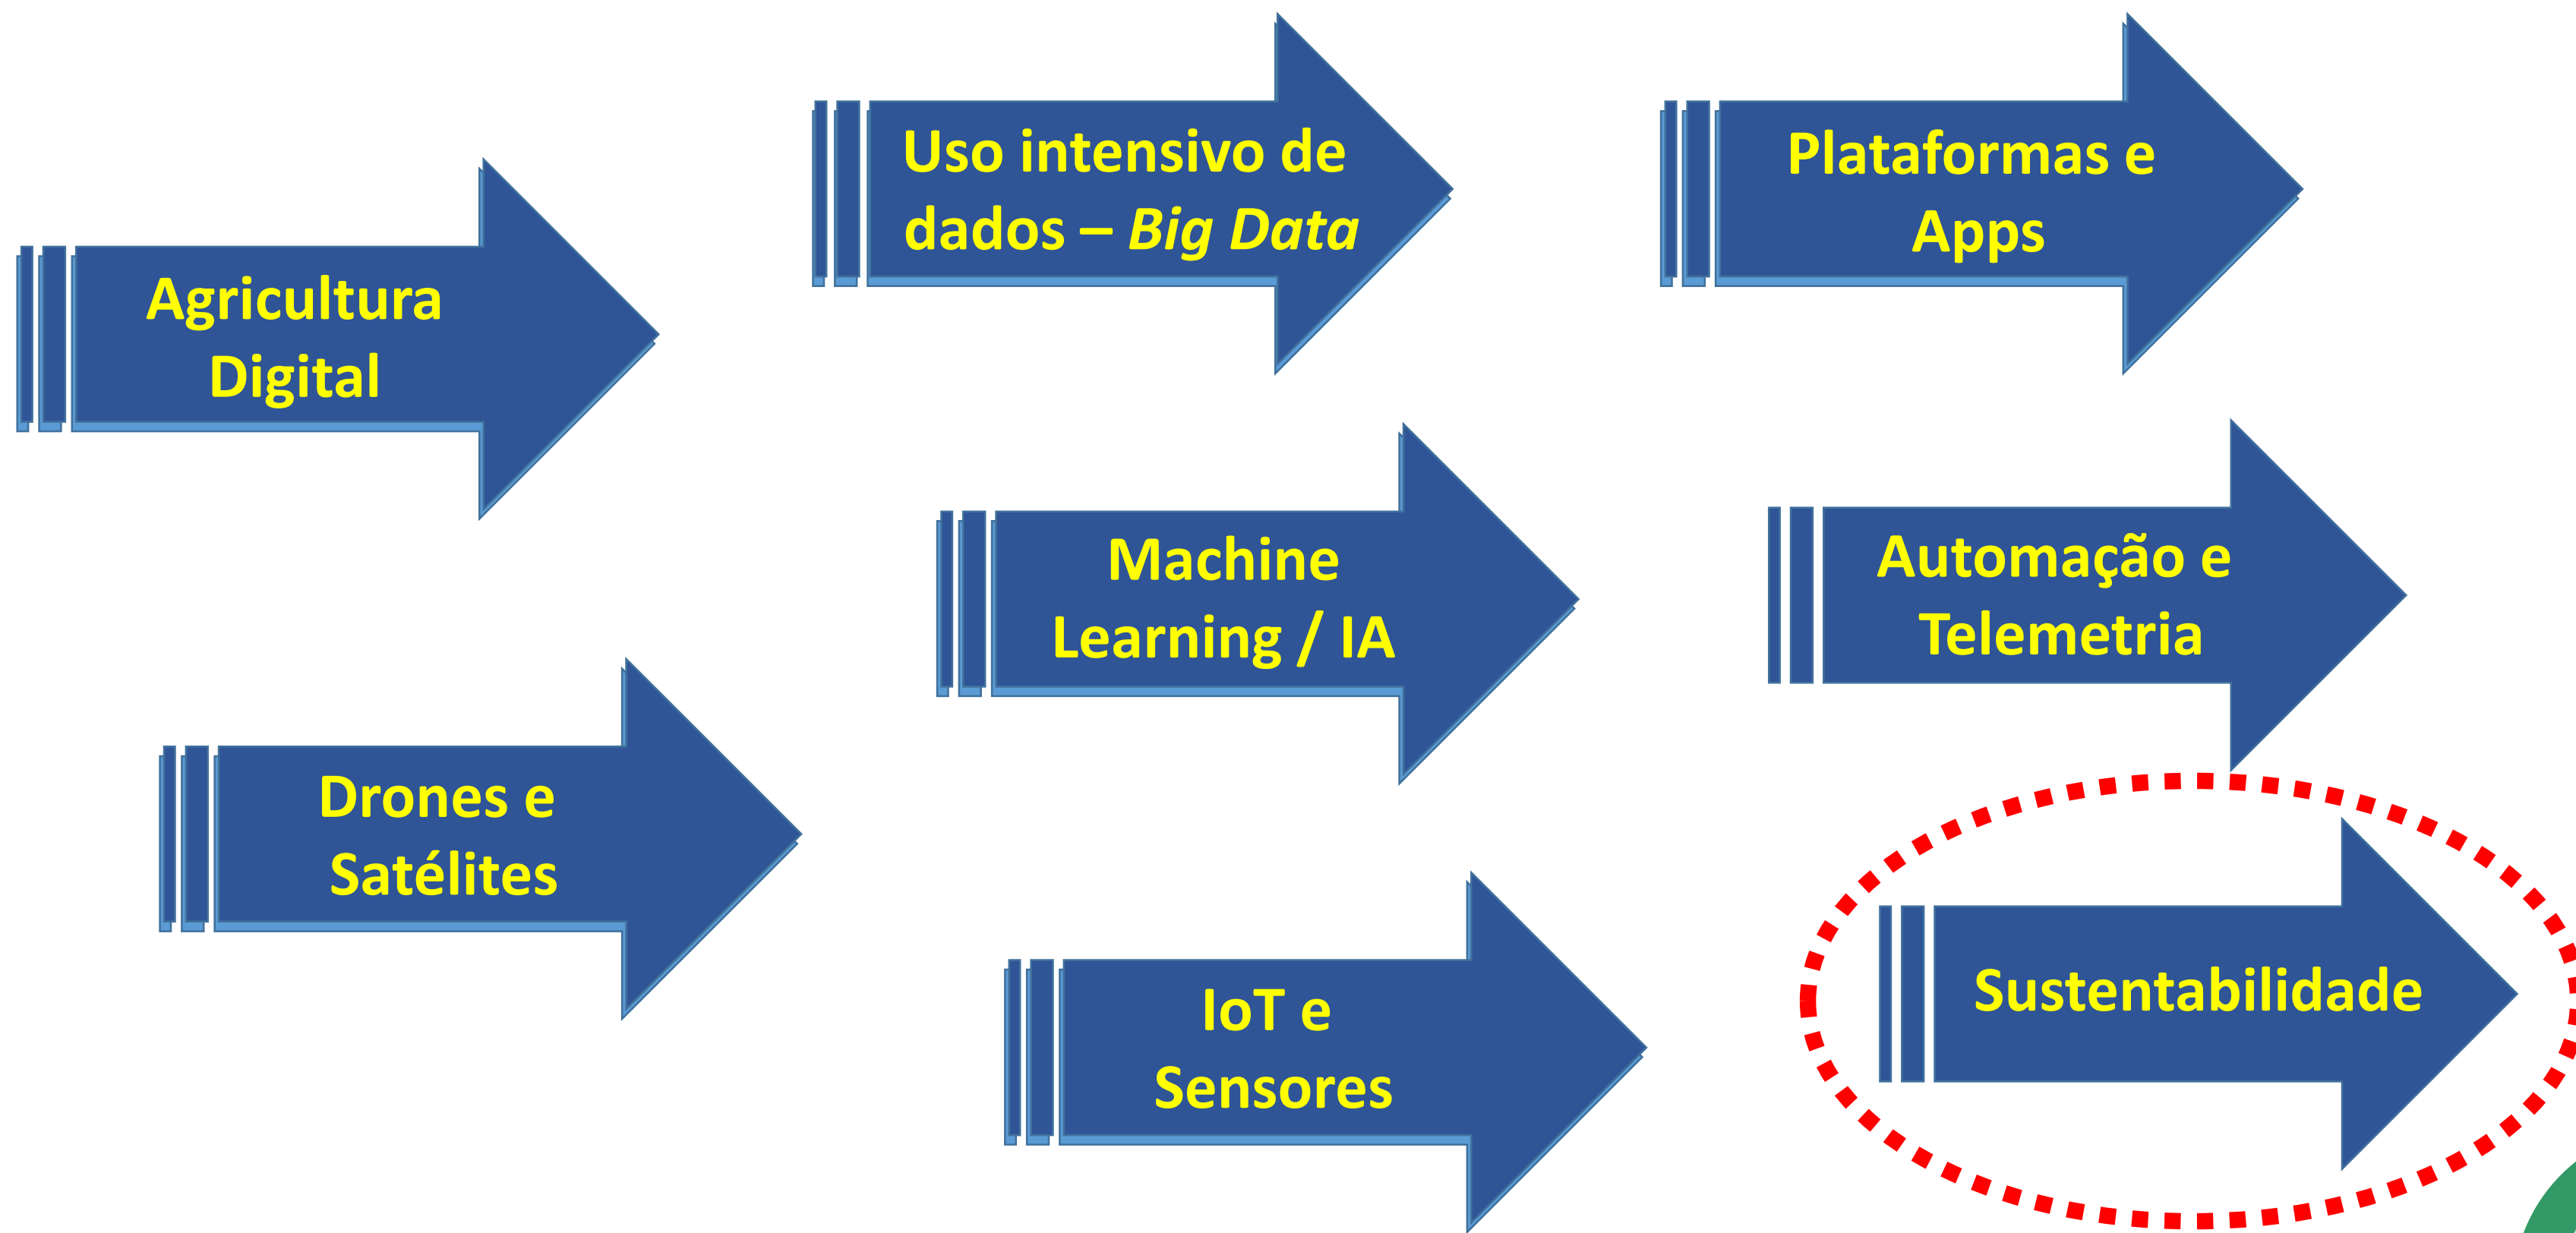 Agricultura
Digital
Drones e
Satélites
Uso intensivo de
dados – Big Data
Machine
Learning / IA
IoT e
Sensores
Plataformas e
Apps
Automação e
Telemetria
Sustentabilidade